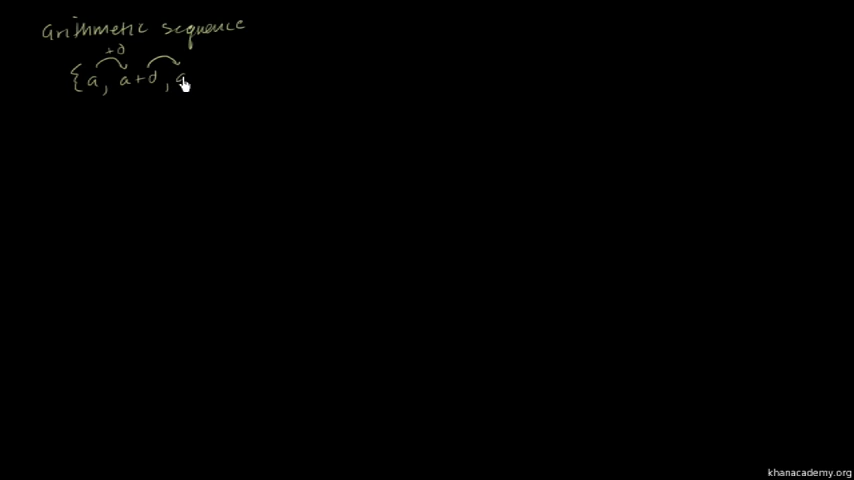 arithmetic sequence
+d
{a, a+d, a
khanacademy.org